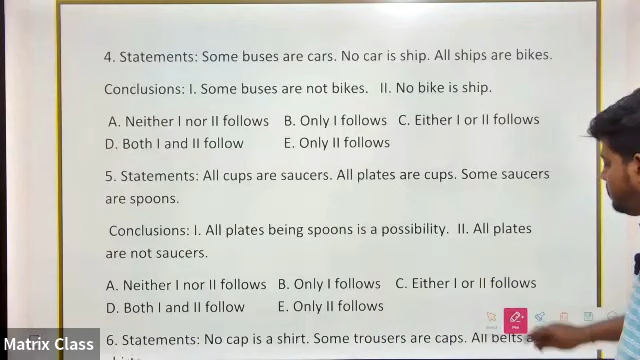 4. Statements: Some buses are cars. No car is ship. All ships are bikes.
Conclusions: I. Some buses are not bikes. II. No bike is ship.
A. Neither I nor II follows B. Only I follows C. Either I or II follows
D. Both I and II follow E. Only II follows
5. Statements: All cups are saucers. All plates are cups. Some saucers
are spoons.
Conclusions: I. All plates being spoons is a possibility. II. All plates
are not saucers.
A. Neither I nor II follows B. Only I follows C. Either I or II follows
D. Both I and II follow E. Only II follows
Pen
Matrix Class
6. Statements: No cap is a shirt. Some trousers are caps. All belts